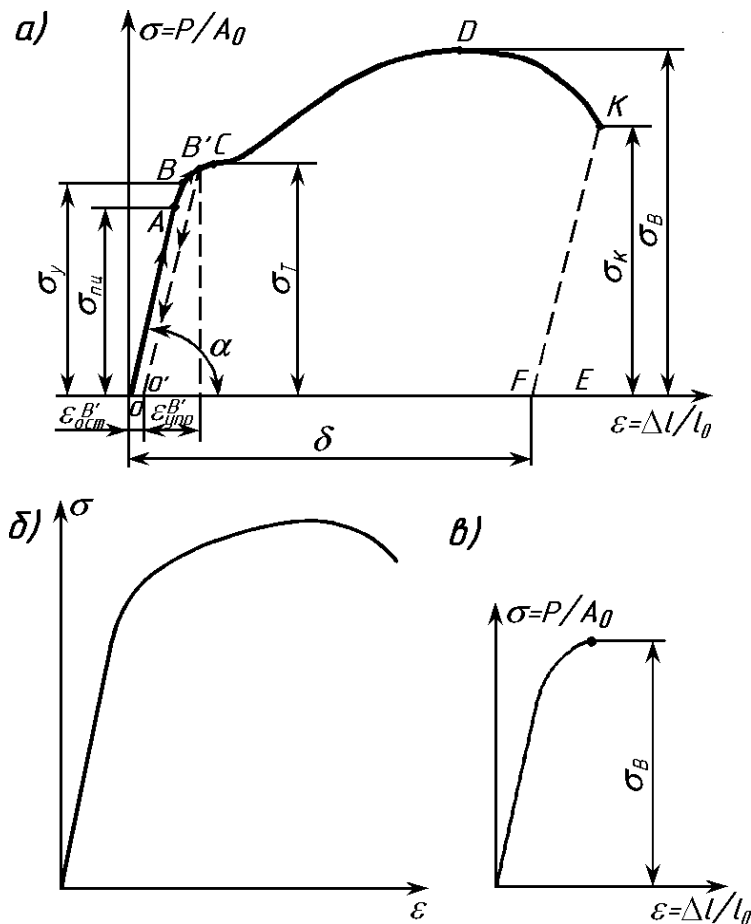 а)
σ=P/A₀
D
K
B' C
B
A
σу
σпц
σТ
σК
σВ
α
O
O'
F
E
εB'ост
εB'упр
δ
ε=Δl/l₀
б)
σ
ε
в)
σ=P/A₀
σВ
ε=Δl/l₀